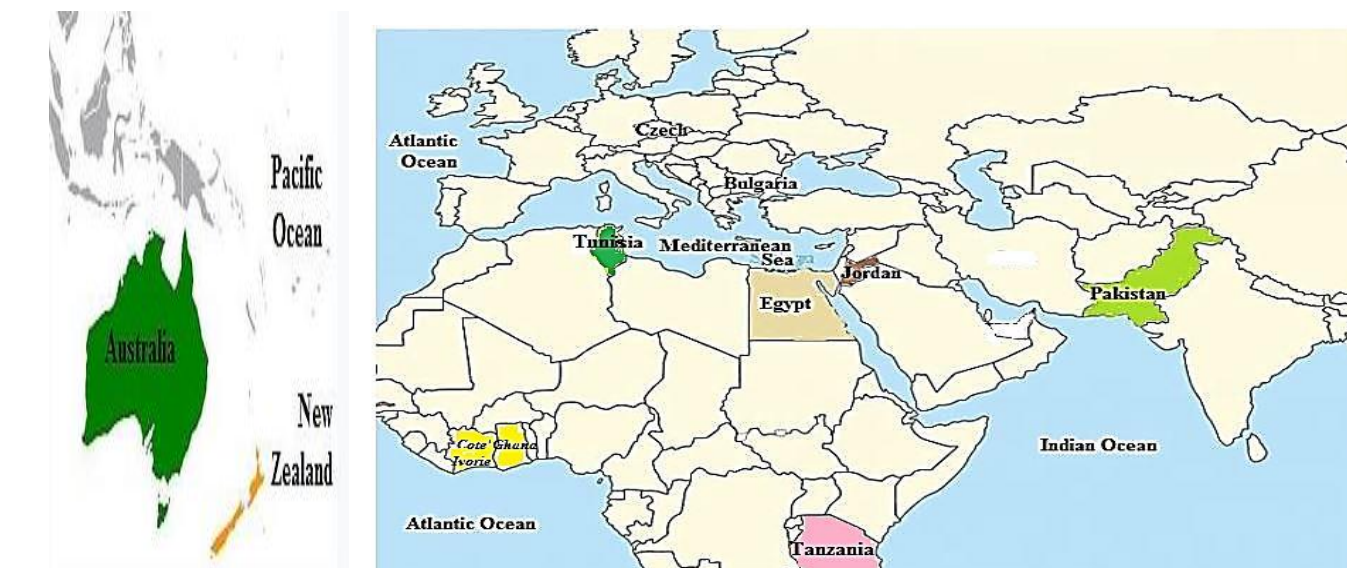 Pacific
Ocean
Australia
New
Zealand
Atlantic
Ocean
Czech
Bulgaria
Tunisia
Mediterranean
Sea
Jordan
Egypt
Pakistan
Cote' Ghana
Ivorie
Indian Ocean
Atlantic Ocean
Tanzania